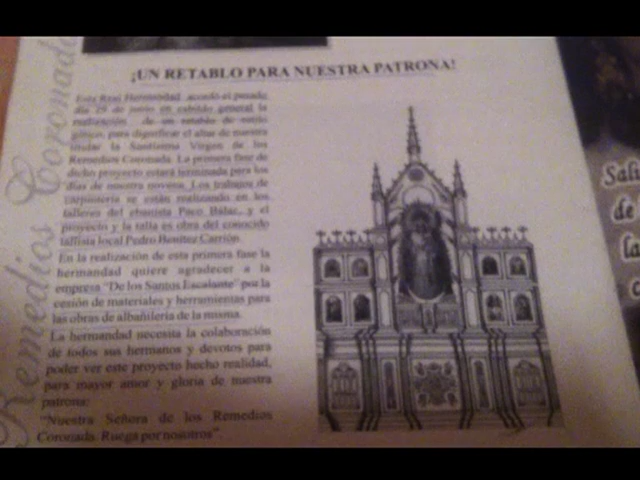 ¡UN RETABLO PARA NUESTRA PATRONA!
Esta Real Hermandad acordó el pasado
día 29 de junio en cabildo general la
realización de un retablo de estilo
gótico, para dignificar el altar de nuestra
titular la Santísima Virgen de los
Remedios Coronada. La primera fase de
dicho proyecto estará terminada para los
días de nuestra novena. Los trabajos de
carpintería se están realizando en los
talleres del ebanista Paco Balac, y el
proyecto y la talla es obra del conocido
tallista local Pedro Benítez Carrión.
En la realización de esta primera fase la
hermandad quiere agradecer a la
empresa "De los Santos Escalante" por la
cesión de materiales y herramientas para
las obras de albañilería de la misma.
La hermandad necesita la colaboración
de todos sus hermanos y devotos para
poder ver este proyecto hecho realidad,
para mayor amor y gloria de nuestra
patrona:
"Nuestra Señora de los Remedios
Coronada. Ruega por nosotros".
Remedios Coronada
Salu
de
la